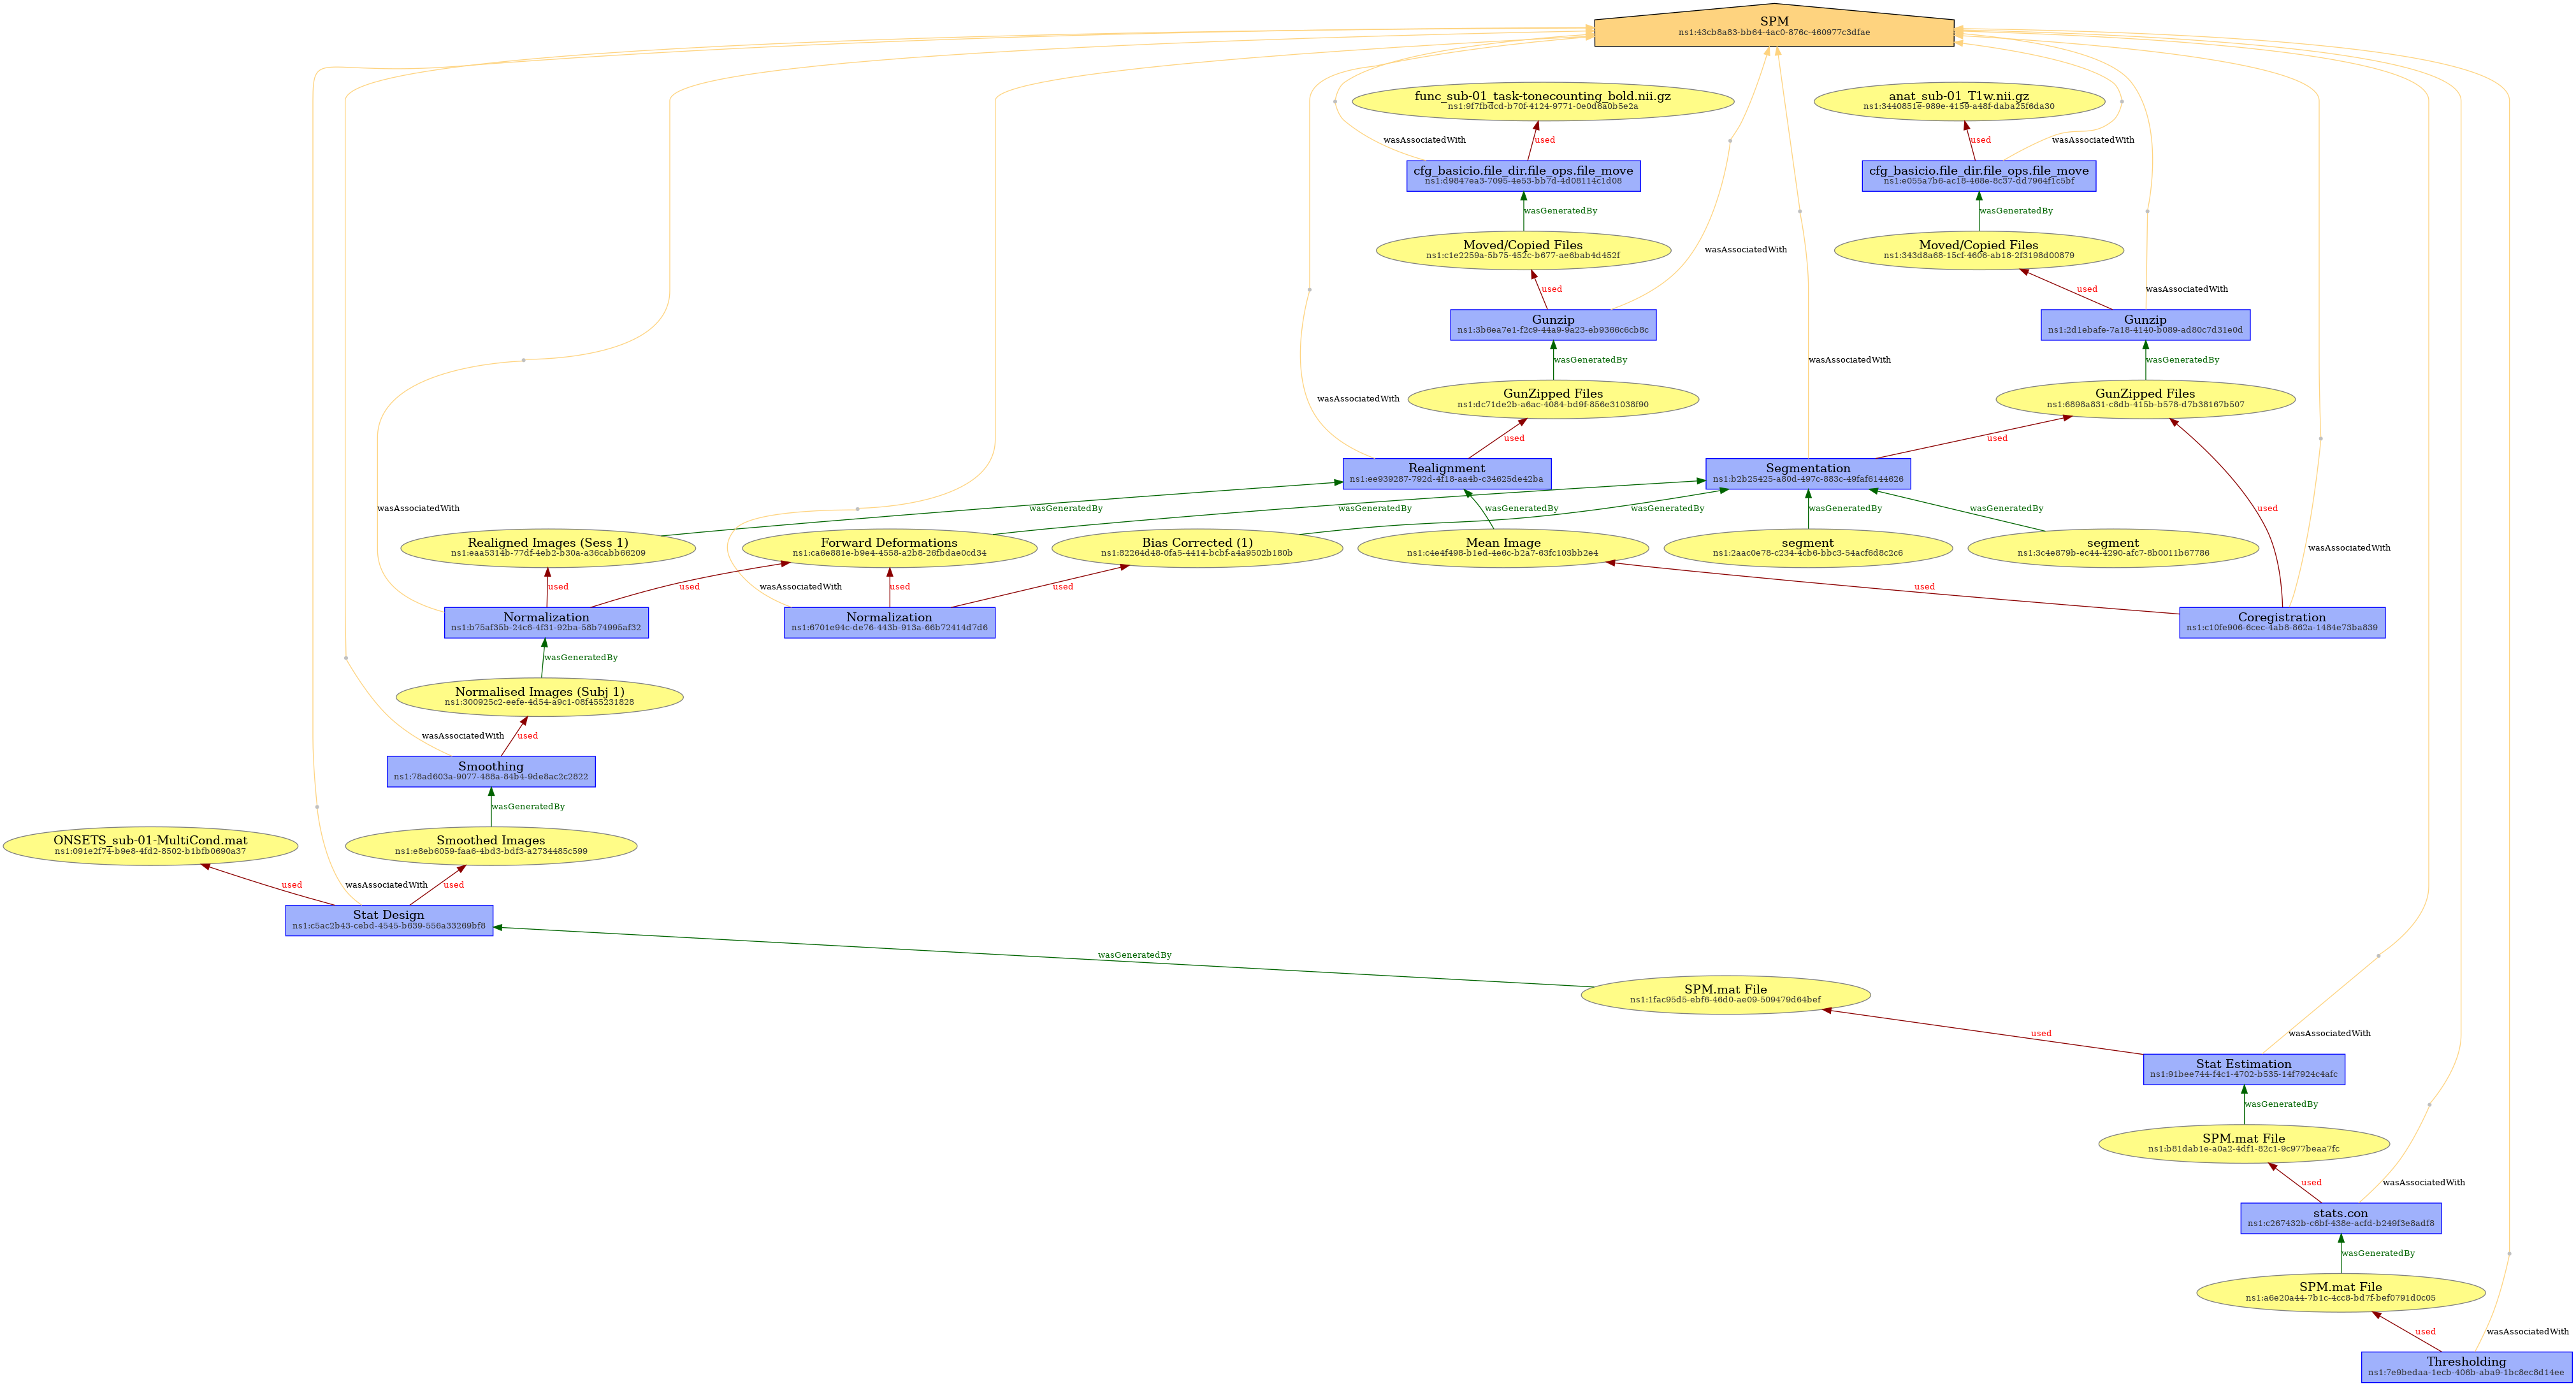 SPM
ns1:43cb8a83-bb64-4ac0-876c-460977c3dfae
func_sub-01_task-tonecounting_bold.nii.gz
ns1:9f7fbdcd-b70f-4124-9771-0e0d6a0b5e2a
anat_sub-01_T1w.nii.gz
ns1:3440851e-989e-4159-a48f-daba25f6da30
wasAssociatedWith
used
used
wasAssociatedWith
cfg_basicio.file_dir.file_ops.file_move
ns1:d9847ea3-7095-4e53-bb7d-4d08114c1d08
cfg_basicio.file_dir.file_ops.file_move
ns1:e055a7b6-ac18-468e-8c37-dd7964f1c5bf
wasGeneratedBy
wasGeneratedBy
Moved/Copied Files
ns1:c1e2259a-5b75-452c-b677-ae6bab4d452f
wasAssociatedWith
Moved/Copied Files
ns1:343d8a68-15cf-4606-ab18-2f3198d00879
used
used
wasAssociatedWith
Gunzip
ns1:3b6ea7e1-f2c9-44a9-9a23-eb9366c6cb8c
Gunzip
ns1:2d1ebafe-7a18-4140-b089-ad80c7d31e0d
wasGeneratedBy
wasAssociatedWith
wasGeneratedBy
wasAssociatedWith
GunZipped Files
ns1:dc71de2b-a6ac-4084-bd9f-856e31038f90
GunZipped Files
ns1:6898a831-c8db-415b-b578-d7b38167b507
used
used
Realignment
ns1:ee939287-792d-4f18-aa4b-c34625de42ba
Segmentation
ns1:b2b25425-a80d-497c-883c-49faf6144626
wasAssociatedWith
wasGeneratedBy
wasGeneratedBy
wasGeneratedBy
wasGeneratedBy
wasGeneratedBy
wasGeneratedBy
used
Realigned Images (Sess 1)
ns1:eaa5314b-77df-4eb2-b30a-a36cabb66209
Forward Deformations
ns1:ca6e881e-b9e4-4558-a2b8-26fbdae0cd34
Bias Corrected (1)
ns1:82264d48-0fa5-4414-bcbf-a4a9502b180b
Mean Image
ns1:c4e4f498-b1ed-4e6c-b2a7-63fc103bb2e4
segment
ns1:2aac0e78-c234-4cb6-bbc3-54acf6d8c2c6
segment
ns1:3c4e879b-ec44-4290-afc7-8b0011b67786
wasAssociatedWith
used
used
wasAssociatedWith
used
used
used
Normalization
ns1:b75af35b-24c6-4f31-92ba-58b74995af32
Normalization
ns1:6701e94c-de76-443b-913a-66b72414d7d6
Coregistration
ns1:c10fe906-6cec-4ab8-862a-1484e73ba839
wasGeneratedBy
Normalised Images (Subj 1)
ns1:300925c2-eefe-4d54-a9c1-08f455231828
wasAssociatedWith
used
Smoothing
ns1:78ad603a-9077-488a-84b4-9de8ac2c2822
wasGeneratedBy
ONSETS_sub-01-MultiCond.mat
ns1:091e2f74-b9e8-4fd2-8502-b1bfb0690a37
Smoothed Images
ns1:e8eb6059-faa6-4bd3-bdf3-a2734485c599
used
wasAssociatedWith
used
Stat Design
ns1:c5ac2b43-cebd-4545-b639-556a33269bf8
wasGeneratedBy
SPM.mat File
ns1:1fac95d5-ebf6-46d0-ae09-509479d64bef
used
wasAssociatedWith
Stat Estimation
ns1:91bee744-f4c1-4702-b535-14f7924c4afc
wasGeneratedBy
SPM.mat File
ns1:b81dab1e-a0a2-4df1-82c1-9c977beaa7fc
used
wasAssociatedWith
stats.con
ns1:c267432b-c6bf-438e-acfd-b249f3e8adf8
wasGeneratedBy
SPM.mat File
ns1:a6e20a44-7b1c-4cc8-bd7f-bef0791d0c05
used
wasAssociatedWith
Thresholding
ns1:7e9bedaa-1ecb-406b-aba9-1bc8ec8d14ee